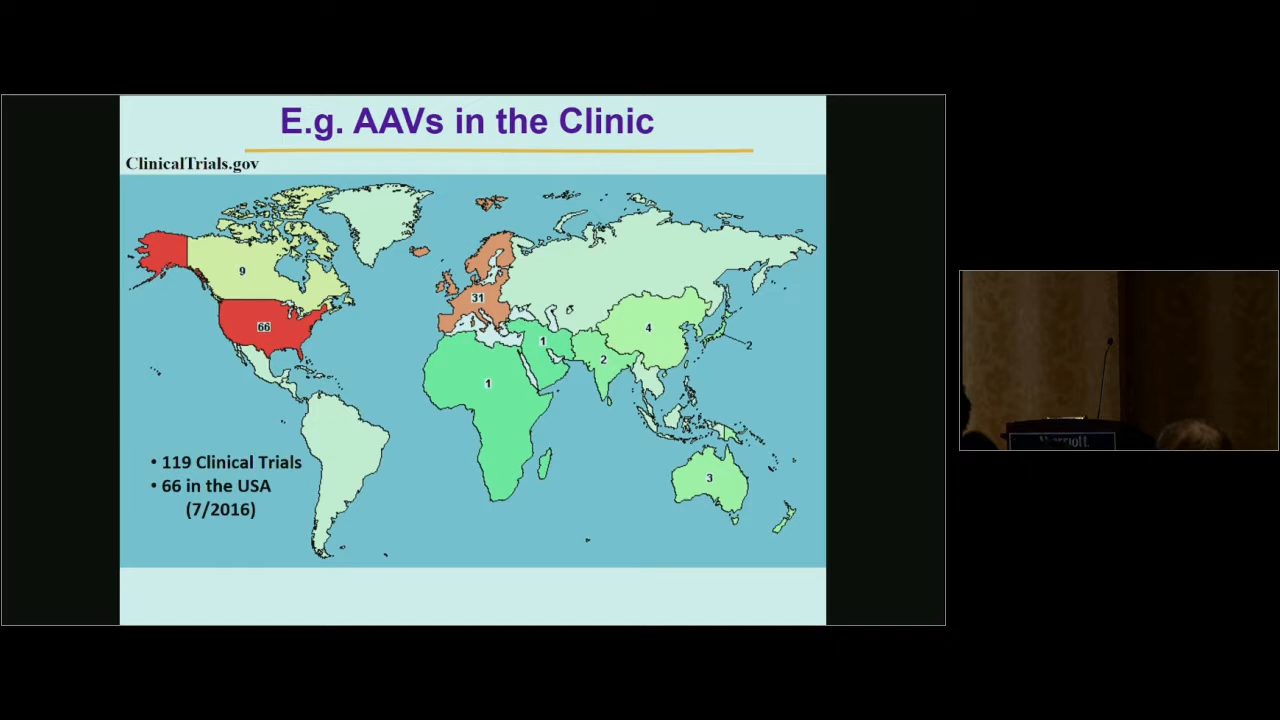 E.g. AAVs in the Clinic
ClinicalTrials.gov
9
66
31
1
1
2
4
2
3
• 119 Clinical Trials
• 66 in the USA
(7/2016)
Marriott